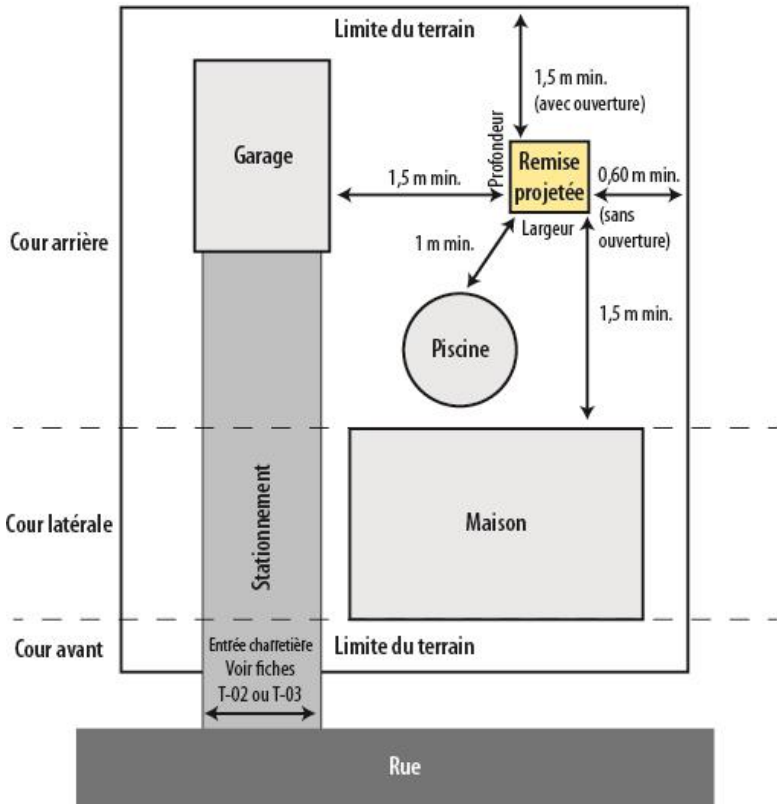 Limite du terrain
1,5 m min.
(avec ouverture)
Profondeur
Garage
Remise
projetée
1,5 m min.
0,60 m min.
(sans
ouverture)
Largeur
Cour arrière
1 m min.
1,5 m min.
Piscine
Stationnement
Maison
Cour latérale
Cour avant
Entrée charretière
Voir fiches
T-02 ou T-03
Limite du terrain
Rue